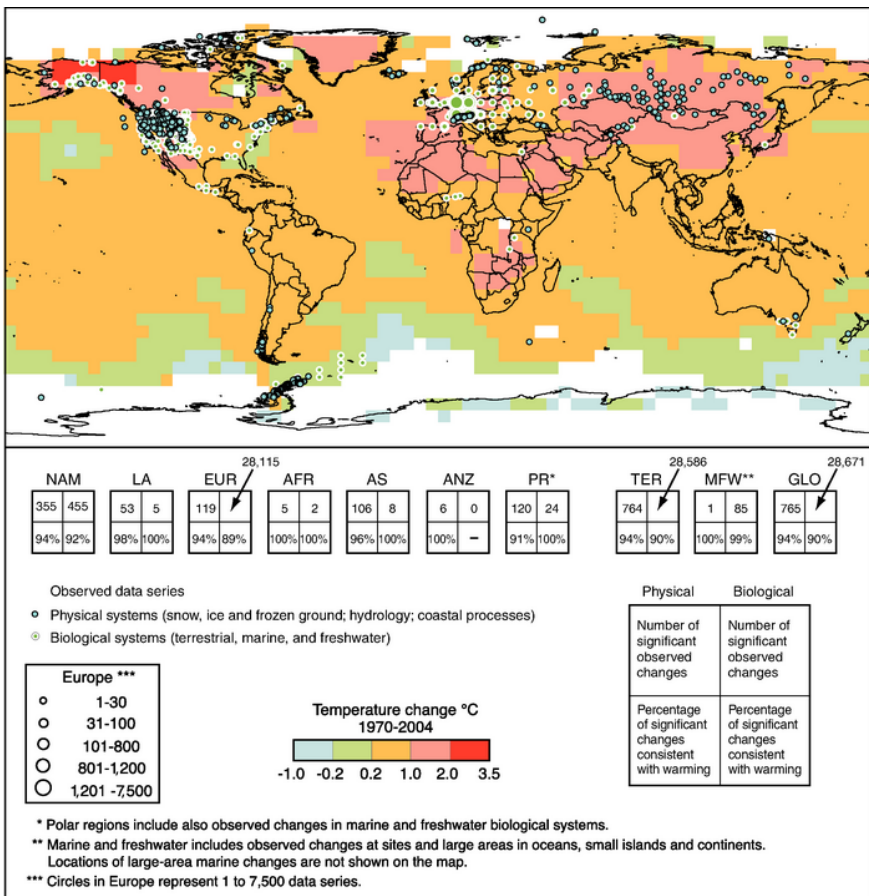 28,115
28,586
28,671
NAM LA EUR AFR AS ANZ PR* TER MFW** GLO
355 455 53 5 119 5 2 106 8 6 0 120 24 764 1 85 765
94% 92% 98% 100% 94% 89% 100% 100% 96% 100% 100% – 91% 100% 94% 90% 100% 99% 94% 90%
Observed data series
Physical systems (snow, ice and frozen ground; hydrology; coastal processes)
Biological systems (terrestrial, marine, and freshwater)
Europe ***
1-30
31-100
101-800
801-1,200
1,201 -7,500
Temperature change °C
1970-2004
-1.0 -0.2 0.2 1.0 2.0 3.5
Physical Biological
Number of Number of
significant significant
observed observed
changes changes
Percentage Percentage
of significant of significant
changes changes
consistent consistent
with warming with warming
* Polar regions include also observed changes in marine and freshwater biological systems.
** Marine and freshwater includes observed changes at sites and large areas in oceans, small islands and continents.
Locations of large-area marine changes are not shown on the map.
*** Circles in Europe represent 1 to 7,500 data series.